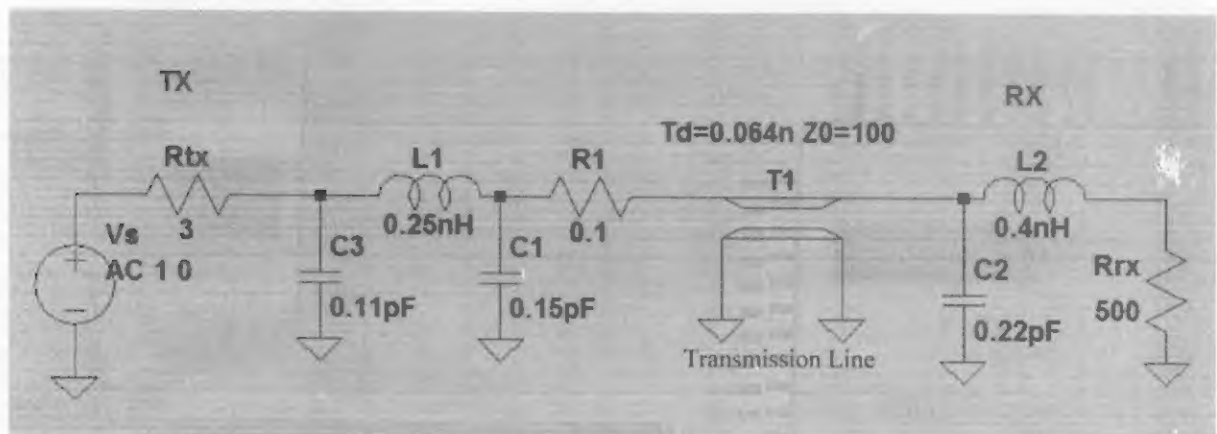 TX
RX
Td=0.064n Z0=100
Rtx
L1
R1
T1
L2
3
0.25nH
0.1
0.4nH
Vs
AC 1 0
C3
C1
C2
Rrx
0.11pF
0.15pF
0.22pF
500
Transmission Line